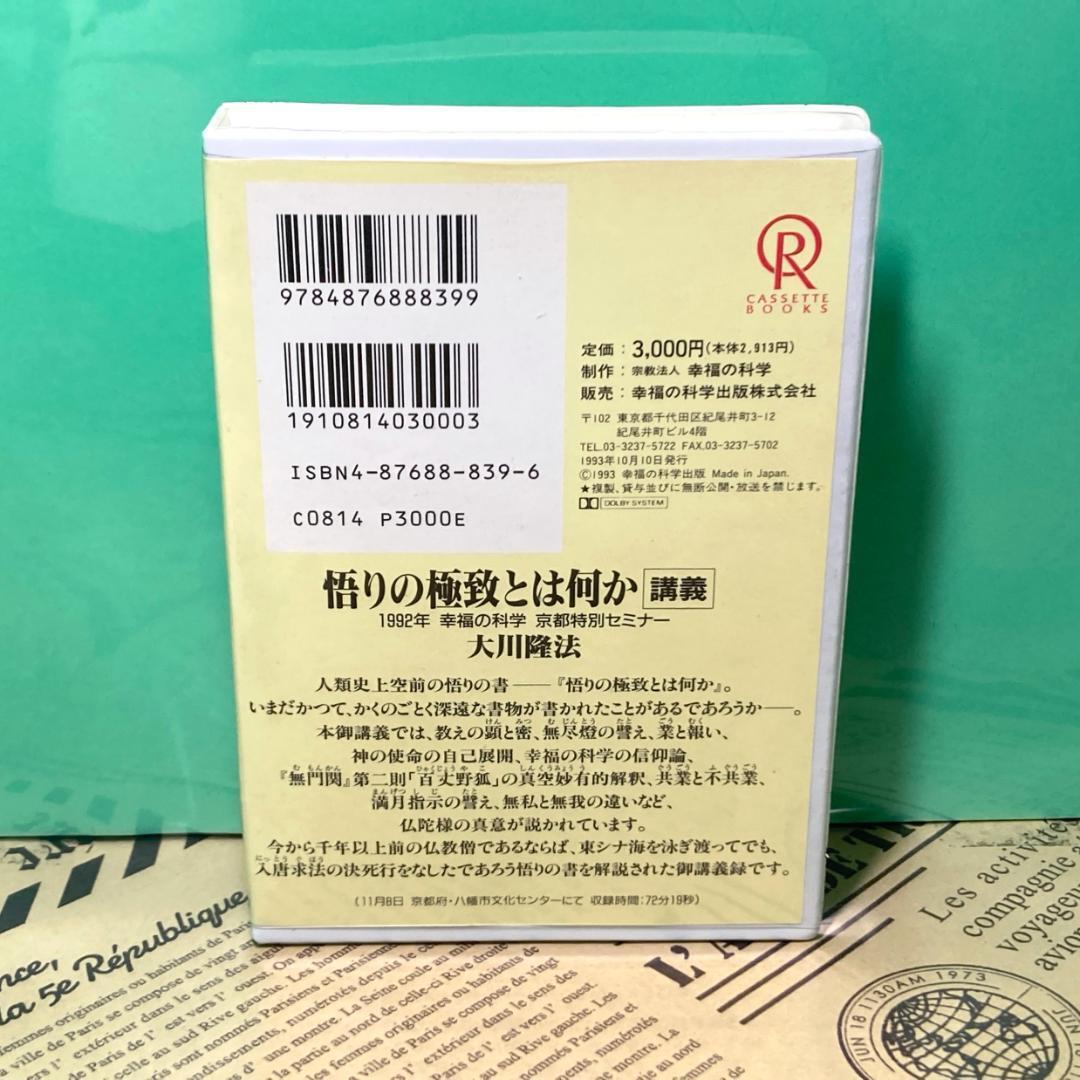 9784876888399
1910814030003
ISBN4-87688-839-6
C0814 P3000E
R
CASSETTE
BOOKS
定価：3,000円(本体2,913円)
制作：宗教法人 幸福の科学
販売：幸福の科学出版株式会社
〒102 東京都千代田区紀尾井町3-12
紀尾井町ビル4階
TEL.03-3237-5722 FAX.03-3237-5702
1993年10月10日発行
©1993 幸福の科学出版 Made in Japan.
★複製、貸与並びに無断公開・放送を禁じます。
DOLBY SYSTEM
悟りの極致とは何か 講義
1992年 幸福の科学 京都特別セミナー
大川隆法
人類史上空前の悟りの書――『悟りの極致とは何か』。
いまだかつて、かくのごとく深遠な書物が書かれたことがあるであろうか――。
本御講義では、教えの顕と密、無尽燈の譬え、業と報い、
神の使命の自己展開、幸福の科学の信仰論、
『無門関』第二則「百丈野狐」の真空妙有的解釈、共業と不共業、
満月指示の譬え、無私と無我の違いなど、
仏陀様の真意が説かれています。
今から千年以上前の仏教僧であるならば、東シナ海を泳ぎ渡ってでも、
入唐求法の決死行をなしたであろう悟りの書を解説された御講義録です。
(11月8日 京都府・八幡市文化センターにて 収録時間：72分19秒)
nce,
la 5e République
Les activités
compagnie a
voyageu
avion
JUN 18 1130AM 1973